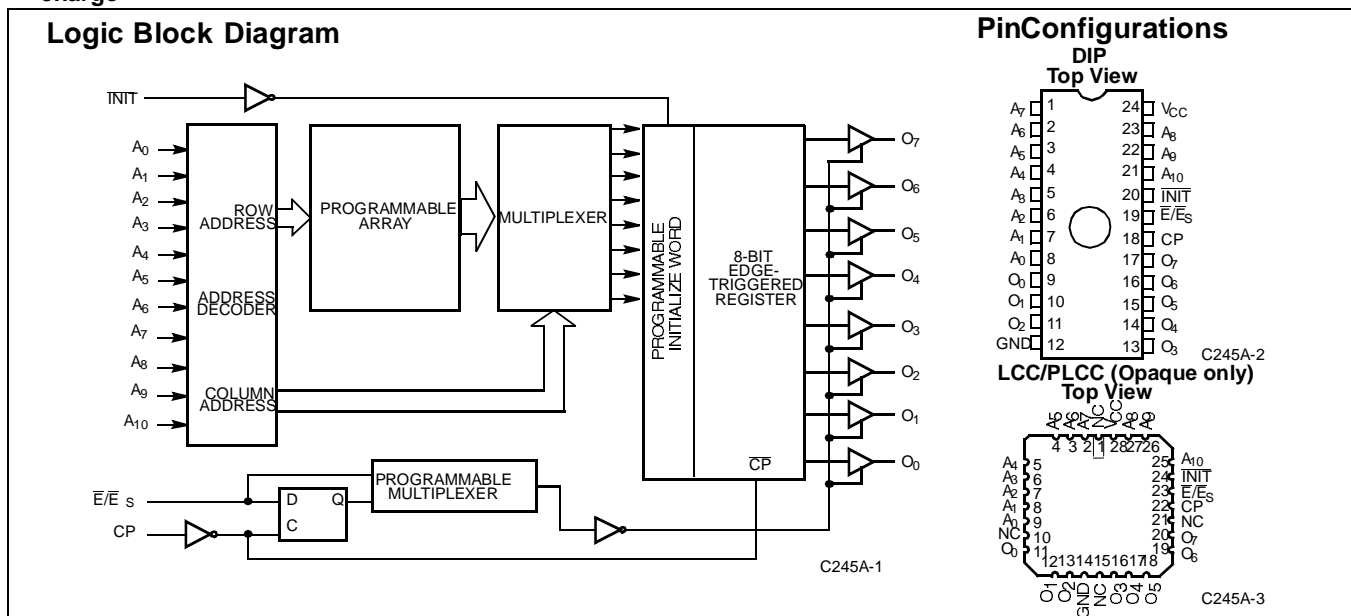 charge
Logic Block Diagram
INIT
A0
A1
A2
A3
A4
A5
A6
A7
A8
A9
A10
ROW
ADDRESS
ADDRESS
DECODER
COLUMN
ADDRESS
PROGRAMMABLE
ARRAY
MULTIPLEXER
PROGRAMMABLE
INITIALIZE WORD
8-BIT
EDGE-
TRIGGERED
REGISTER
CP
O7
O6
O5
O4
O3
O2
O1
O0
E/ES
CP
D
Q
C
PROGRAMMABLE
MULTIPLEXER
C245A-1
PinConfigurations
DIP
Top View
A7 1 24 VCC
A6 2 23 A8
A5 3 22 A9
A4 4 21 A10
A3 5 20 INIT
A2 6 19 E/ES
A1 7 18 CP
A0 8 17 O7
O0 9 16 O6
O1 10 15 O5
O2 11 14 O4
GND 12 13 O3
C245A-2
LCC/PLCC (Opaque only)
Top View
A5 A6 A7 NC VCC A8 A9
4 3 2 1 28 27 26
A4 5 25 A10
A3 6 24 INIT
A2 7 23 E/ES
A1 8 22 CP
A0 9 21 NC
NC 10 20 O7
O0 11 19 O6
12 13 14 15 16 17 18
O1 O2 GND NC O3 O4 O5
C245A-3